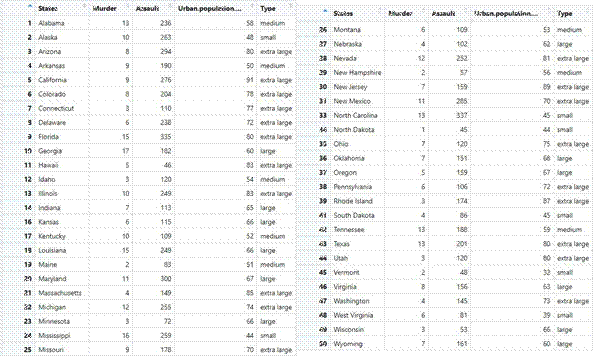 States Murder Assault Urban.population.... Type
1 Alabama 13 236 58 medium
2 Alaska 10 263 48 small
3 Arizona 8 294 80 extra large
4 Arkansas 9 190 50 medium
5 California 9 276 91 extra large
6 Colorado 8 204 78 extra large
7 Connecticut 3 110 77 extra large
8 Delaware 6 238 72 extra large
9 Florida 15 335 80 extra large
10 Georgia 17 182 60 large
11 Hawaii 5 46 83 extra large
12 Idaho 3 120 54 medium
13 Illinois 10 249 83 extra large
14 Indiana 7 113 65 large
16 Kansas 6 115 66 large
17 Kentucky 10 109 52 medium
18 Louisiana 15 249 66 large
19 Maine 2 83 51 medium
20 Maryland 11 300 67 large
21 Massachusetts 4 149 85 extra large
22 Michigan 12 255 74 extra large
23 Minnesota 3 72 66 large
24 Mississippi 16 259 44 small
25 Missouri 9 178 70 extra large
States Murder Assault Urban.population.... Type
26 Montana 6 109 53 medium
27 Nebraska 4 102 62 large
28 Nevada 12 252 81 extra large
29 New Hampshire 2 57 56 medium
30 New Jersey 7 159 89 extra large
31 New Mexico 11 285 70 extra large
33 North Carolina 13 337 45 small
34 North Dakota 1 45 44 small
35 Ohio 7 120 75 extra large
36 Oklahoma 7 151 68 large
37 Oregon 5 159 67 large
38 Pennsylvania 6 106 72 extra large
39 Rhode Island 3 174 87 extra large
41 South Dakota 4 86 45 small
42 Tennessee 13 188 59 medium
43 Texas 13 201 80 extra large
44 Utah 3 120 80 extra large
45 Vermont 2 48 32 small
46 Virginia 8 156 63 large
47 Washington 4 145 73 extra large
48 West Virginia 6 81 39 small
49 Wisconsin 3 53 66 large
50 Wyoming 7 161 60 large